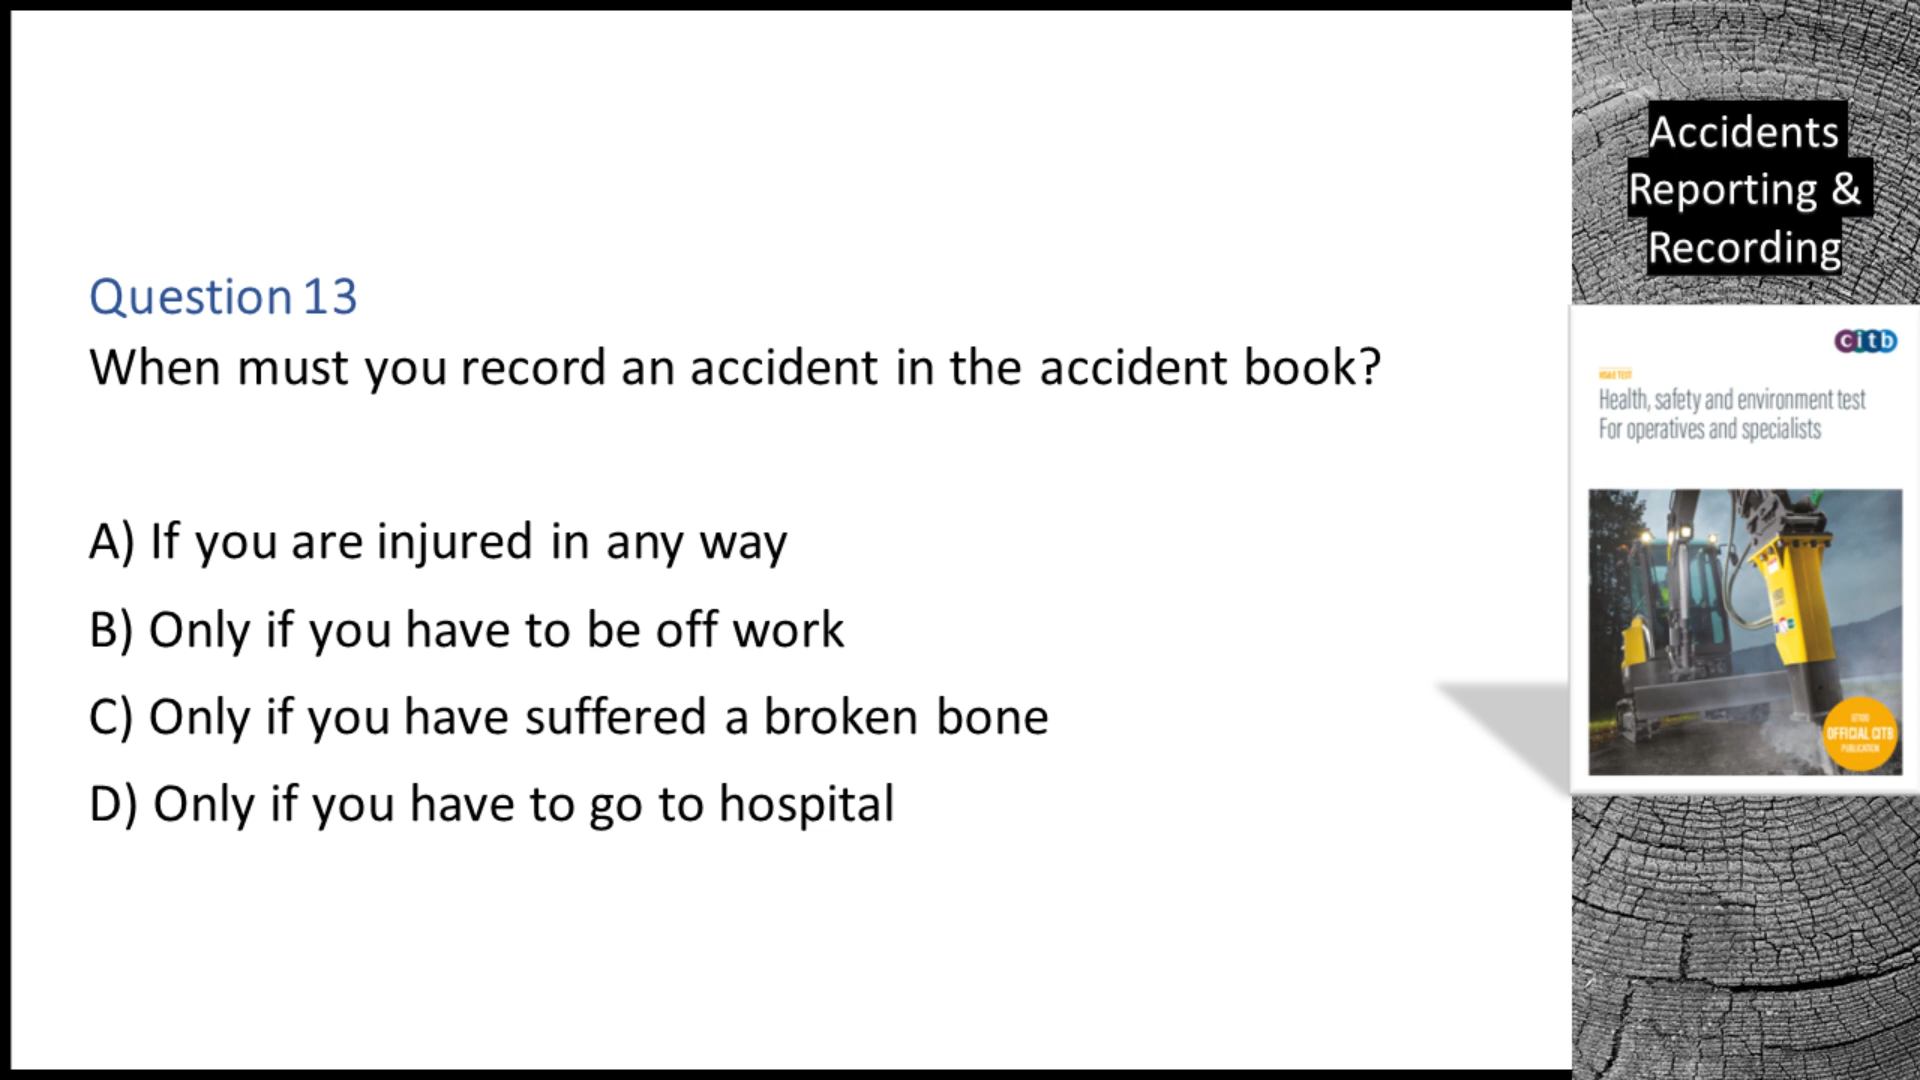 Question 13
When must you record an accident in the accident book?
A) If you are injured in any way
B) Only if you have to be off work
C) Only if you have suffered a broken bone
D) Only if you have to go to hospital
Accidents
Reporting &
Recording
citb
HS&E TEST
Health, safety and environment test
For operatives and specialists
OFFICIAL CITB
PUBLICATION